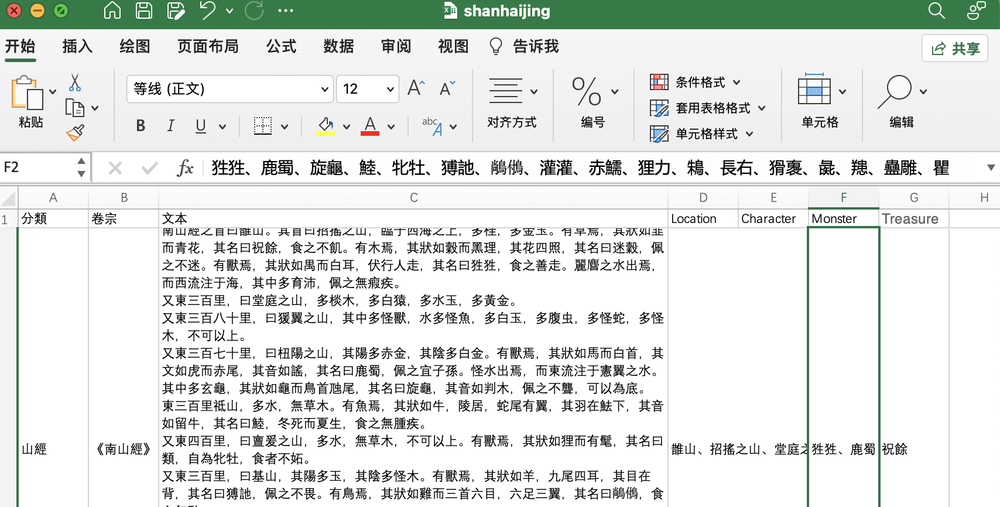 shanhaijing
开始 插入 绘图 页面布局 公式 数据 审阅 视图 告诉我 共享
粘贴
等线 (正文) 12
B I U A abc A
对齐方式
% 编号
条件格式
套用表格格式
单元格样式
单元格
编辑
F2 fx 狌狌、鹿蜀、旋龜、鯥、牝牡、猼訑、鵸鵂、灌灌、赤鱬、狸力、鴸、長右、猾褢、彘、䍺、蠱雕、瞿
A B C D E F G H
1 分類 卷宗 文本 Location Character Monster Treasure
南山經之首曰䧿山。其首曰招搖之山，臨于西海之上，多桂，多金玉。有草焉，其狀如韭
而青花，其名曰祝餘，食之不飢。有木焉，其狀如穀而黑理，其花四照，其名曰迷穀，佩
之不迷。有獸焉，其狀如禺而白耳，伏行人走，其名曰狌狌，食之善走。麗𪊨之水出焉，
而西流注于海，其中多育沛，佩之無瘕疾。
又東三百里，曰堂庭之山，多棪木，多白猿，多水玉，多黃金。
又東三百八十里，曰猨翼之山，其中多怪獸，水多怪魚，多白玉，多腹虫，多怪蛇，多怪
木，不可以上。
又東三百七十里，曰杻陽之山，其陽多赤金，其陰多白金。有獸焉，其狀如馬而白首，其
文如虎而赤尾，其音如謠，其名曰鹿蜀，佩之宜子孫。怪水出焉，而東流注于憲翼之水。
其中多玄龜，其狀如龜而鳥首虺尾，其名曰旋龜，其音如判木，佩之不聾，可以為底。
東三百里祗山，多水，無草木。有魚焉，其狀如牛，陵居，蛇尾有翼，其羽在魼下，其音
如留牛，其名曰鯥，冬死而夏生，食之無腫疾。
又東四百里，曰亶爰之山，多水，無草木，不可以上。有獸焉，其狀如狸而有髦，其名曰
類，自為牝牡，食者不妬。
又東三百里，曰基山，其陽多玉，其陰多怪木。有獸焉，其狀如羊，九尾四耳，其目在
背，其名曰猼訑，佩之不畏。有鳥焉，其狀如雞而三首六目，六足三翼，其名曰鵸鵂，食
山經 《南山經》 䧿山、招搖之山、堂庭之 狌狌、鹿蜀 祝餘